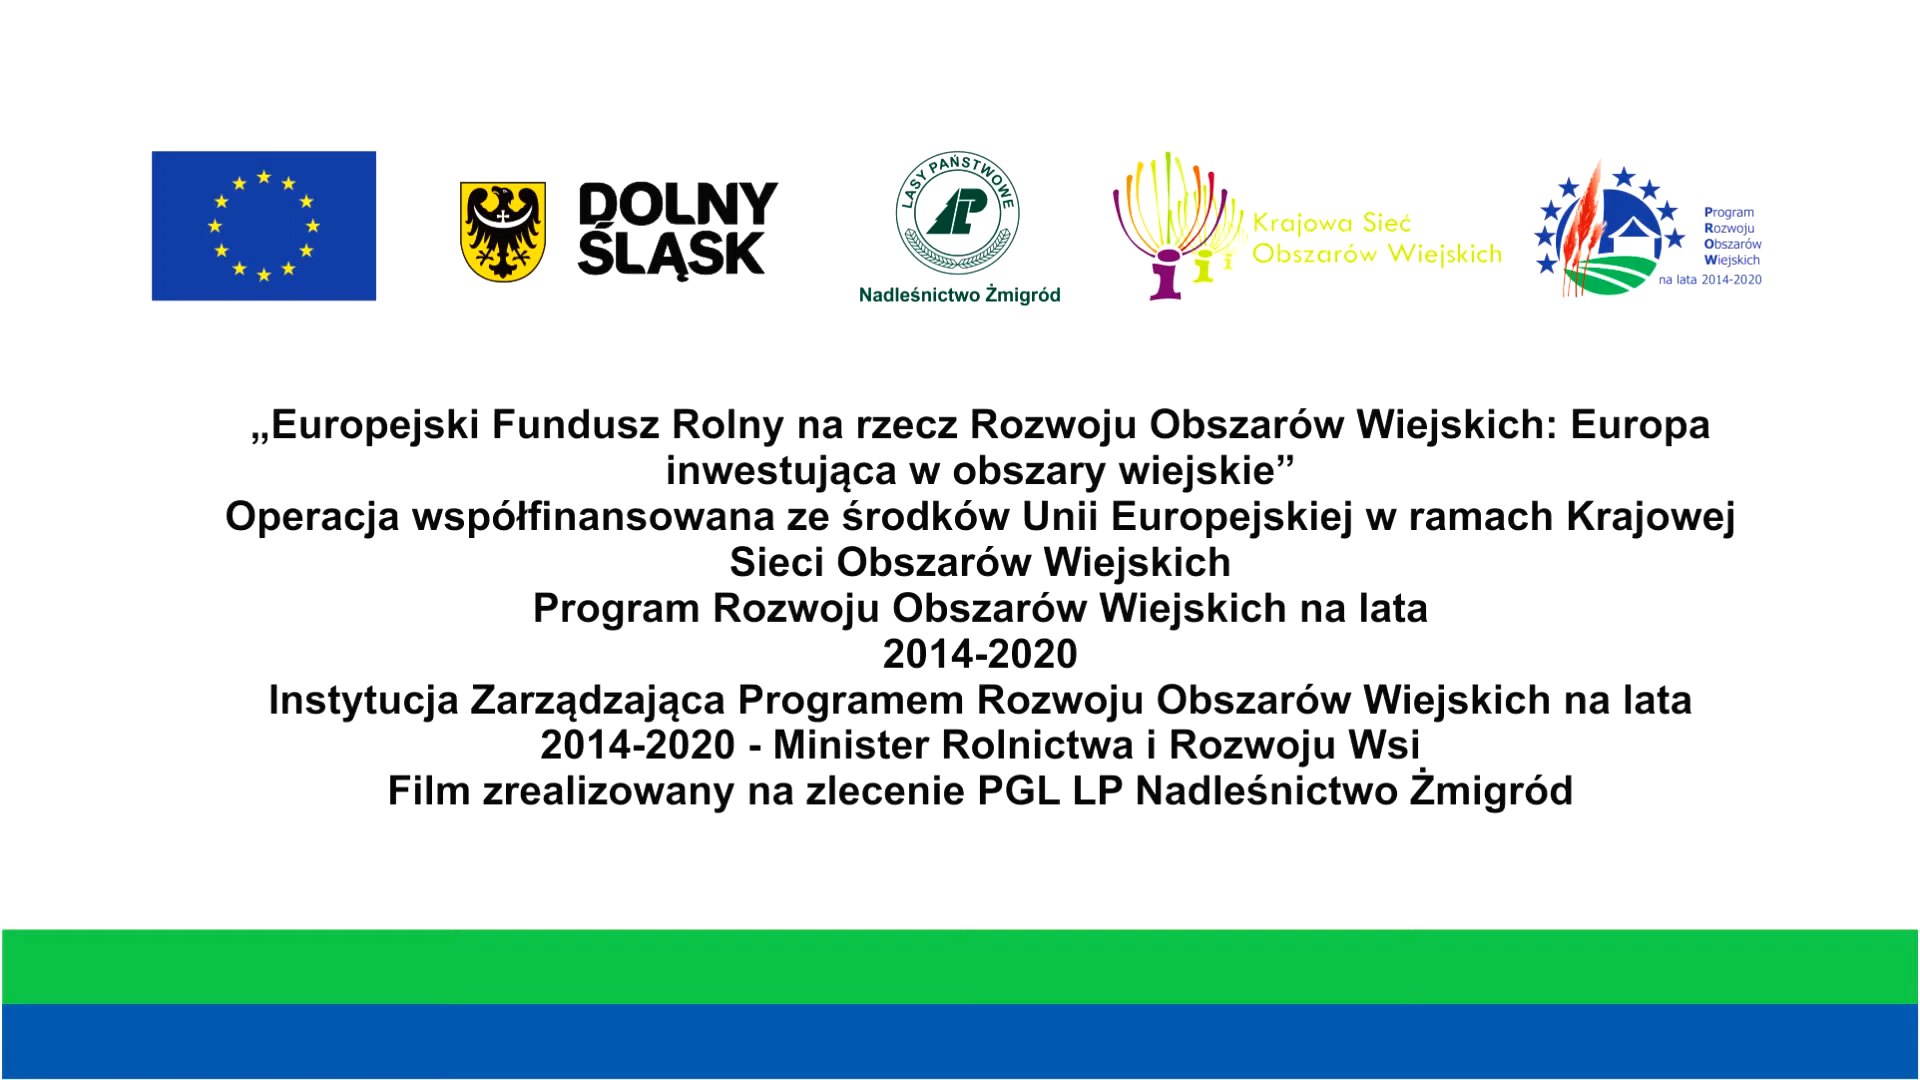 DOLNY
ŚLĄSK
LASY PAŃSTWOWE
LP
Nadleśnictwo Żmigród
Krajowa Sieć
Obszarów Wiejskich
Program
Rozwoju
Obszarów
Wiejskich
na lata 2014-2020
„Europejski Fundusz Rolny na rzecz Rozwoju Obszarów Wiejskich: Europa
inwestująca w obszary wiejskie”
Operacja współfinansowana ze środków Unii Europejskiej w ramach Krajowej
Sieci Obszarów Wiejskich
Program Rozwoju Obszarów Wiejskich na lata
2014-2020
Instytucja Zarządzająca Programem Rozwoju Obszarów Wiejskich na lata
2014-2020 - Minister Rolnictwa i Rozwoju Wsi
Film zrealizowany na zlecenie PGL LP Nadleśnictwo Żmigród